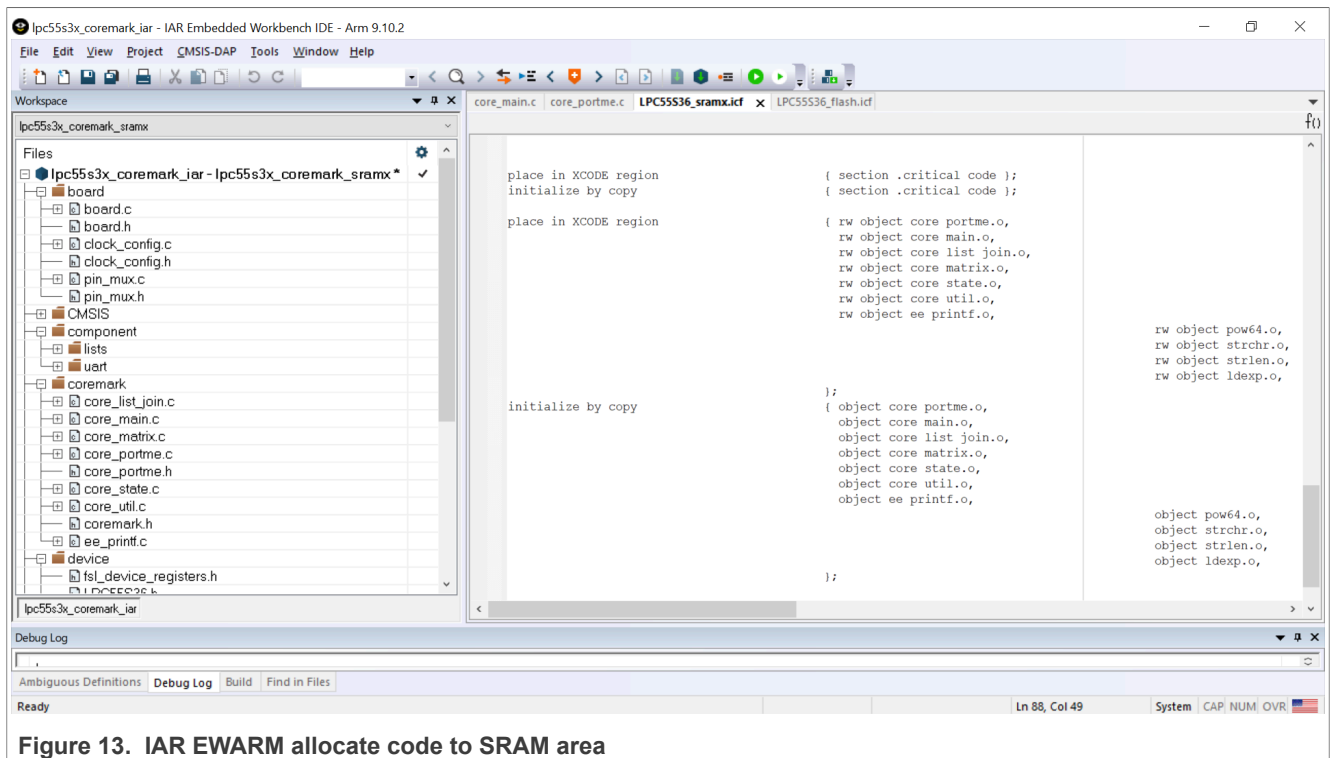 lpc55s3x_coremark_iar - IAR Embedded Workbench IDE - Arm 9.10.2
File Edit View Project CMSIS-DAP Tools Window Help
Workspace
lpc55s3x_coremark_sramx
Files
lpc55s3x_coremark_iar - lpc55s3x_coremark_sramx *
board
board.c
board.h
clock_config.c
clock_config.h
pin_mux.c
pin_mux.h
CMSIS
component
lists
uart
coremark
core_list_join.c
core_main.c
core_matrix.c
core_portme.c
core_portme.h
core_state.c
core_util.c
coremark.h
ee_printf.c
device
fsl_device_registers.h
LPC55S36.h
lpc55s3x_coremark_iar
core_main.c core_portme.c LPC55S36_sramx.icf x LPC55S36_flash.icf
f()
place in XCODE region { section .critical code };
initialize by copy { section .critical code };
place in XCODE region { rw object core portme.o,
rw object core main.o,
rw object core list join.o,
rw object core matrix.o,
rw object core state.o,
rw object core util.o,
rw object ee printf.o,
rw object pow64.o,
rw object strchr.o,
rw object strlen.o,
rw object ldexp.o,
};
initialize by copy { object core portme.o,
object core main.o,
object core list join.o,
object core matrix.o,
object core state.o,
object core util.o,
object ee printf.o,
object pow64.o,
object strchr.o,
object strlen.o,
object ldexp.o,
};
Debug Log
Ambiguous Definitions Debug Log Build Find in Files
Ready Ln 88, Col 49 System CAP NUM OVR
Figure 13. IAR EWARM allocate code to SRAM area